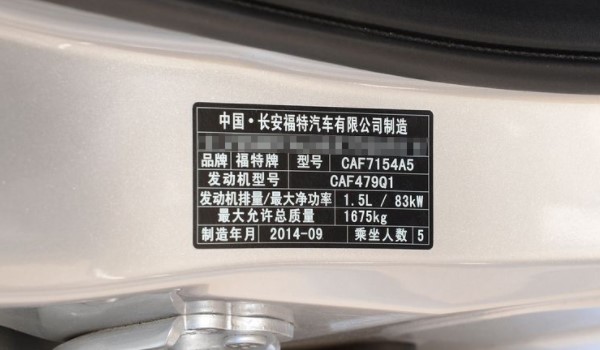 中国·长安福特汽车有限公司制造
品牌 福特牌 型号 CAF7154A5
发动机型号 CAF479Q1
发动机排量/最大净功率 1.5L / 83kW
最大允许总质量 1675kg
制造年月 2014-09 乘坐人数 5